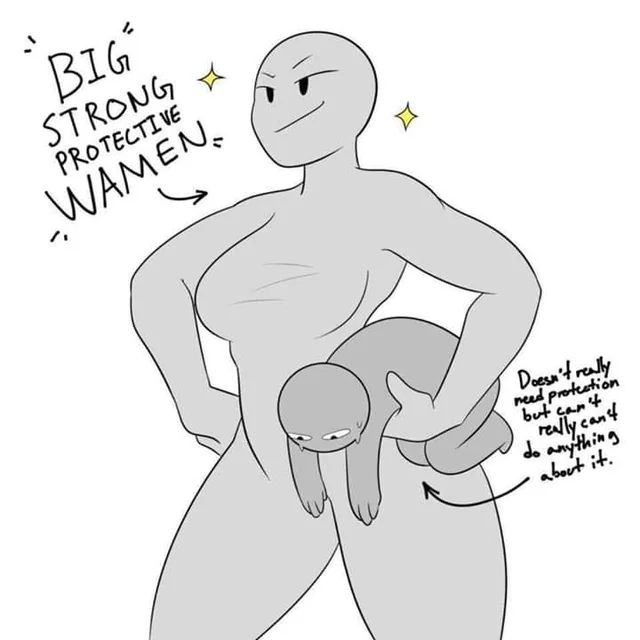 BIG
STRONG
PROTECTIVE
WAMEN
Doesn't really
need protection
but can't
really can't
do anything
about it.